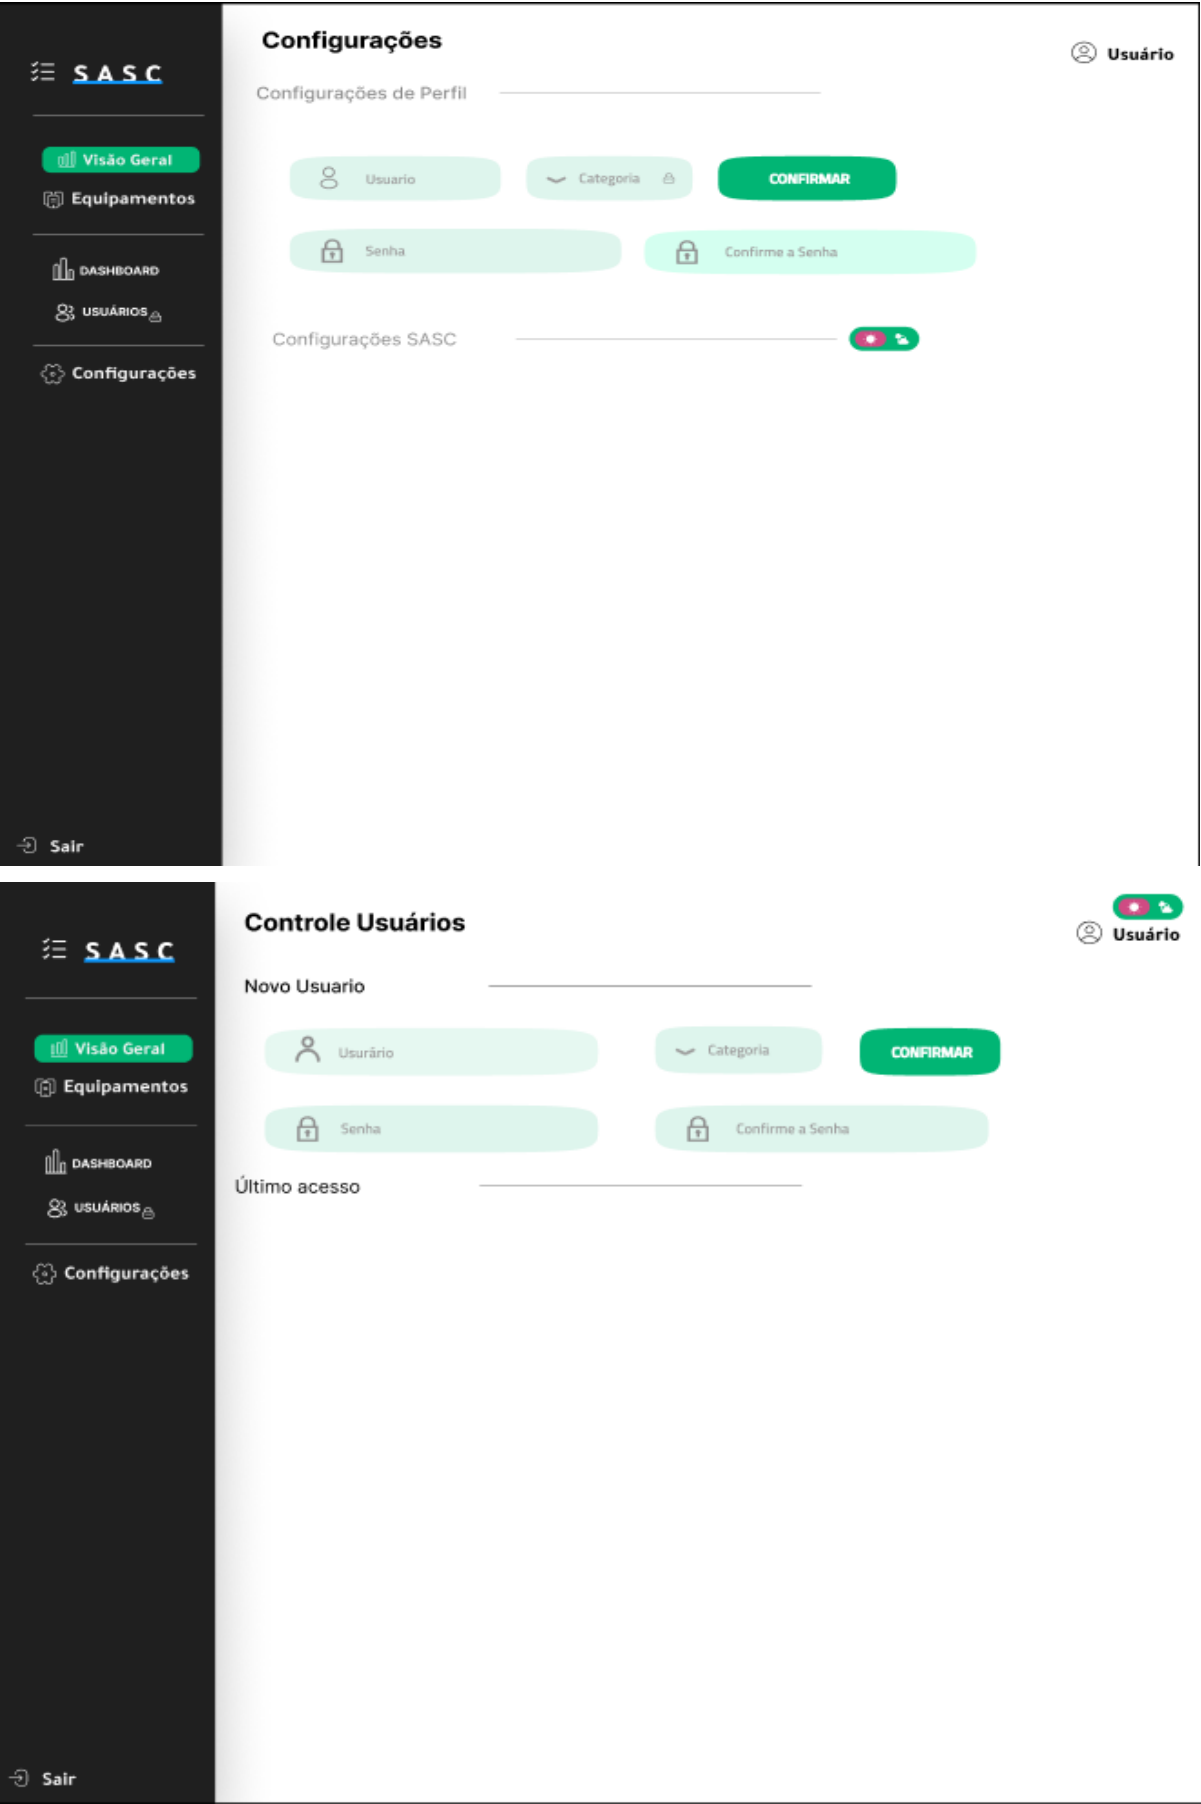 SASC
Visão Geral
Equipamentos
DASHBOARD
USUÁRIOS
Configurações
Sair
Configurações
Usuário
Configurações de Perfil
Usuario
Categoria
CONFIRMAR
Senha
Confirme a Senha
Configurações SASC
SASC
Visão Geral
Equipamentos
DASHBOARD
USUÁRIOS
Configurações
Sair
Controle Usuários
Usuário
Novo Usuario
Usurário
Categoria
CONFIRMAR
Senha
Confirme a Senha
Último acesso